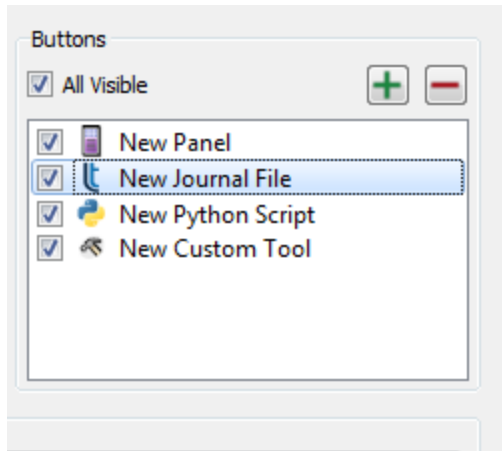 Buttons
All Visible
New Panel
New Journal File
New Python Script
New Custom Tool